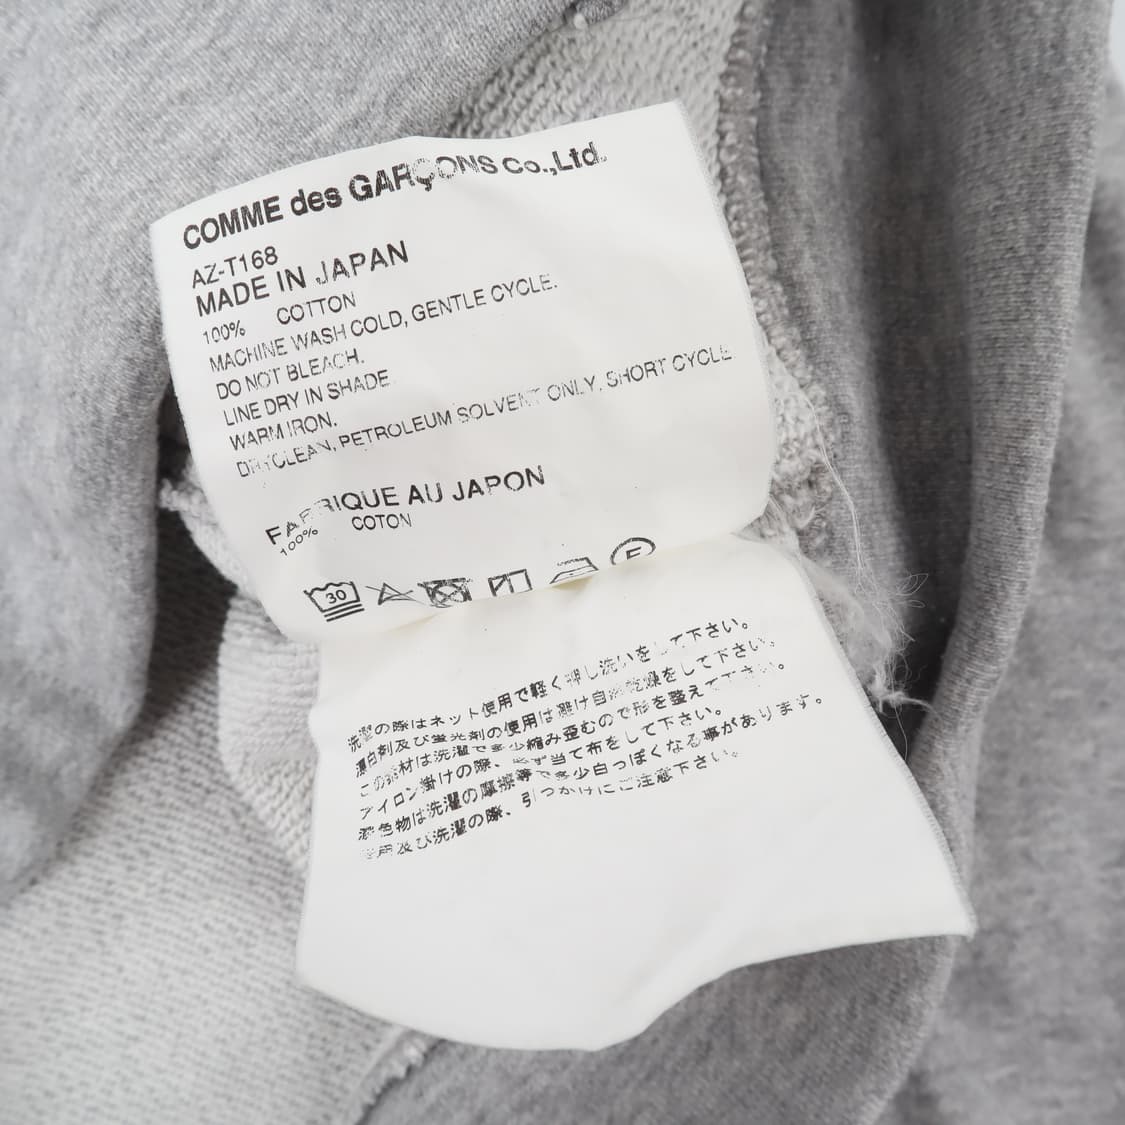 COMME des GARÇONS Co.,Ltd.
AZ-T168
MADE IN JAPAN
100% COTTON
MACHINE WASH COLD, GENTLE CYCLE.
DO NOT BLEACH.
LINE DRY IN SHADE
WARM IRON.
DRYCLEAN, PETROLEUM SOLVENT ONLY, SHORT CYCLE
FABRIQUE AU JAPON
100% COTON
30
F
洗濯の際はネット使用で軽く押し洗いをして下さい。
漂白剤及び蛍光剤の使用は避け自然乾燥をして下さい。
この素材は洗濯で多少縮み歪むので形を整えて下さい。
アイロン掛けの際、必ず当て布をして下さい。
濃色物は洗濯の摩擦等で多少白っぽくなる事があります。
着用及び洗濯の際、引っかけにご注意下さい。